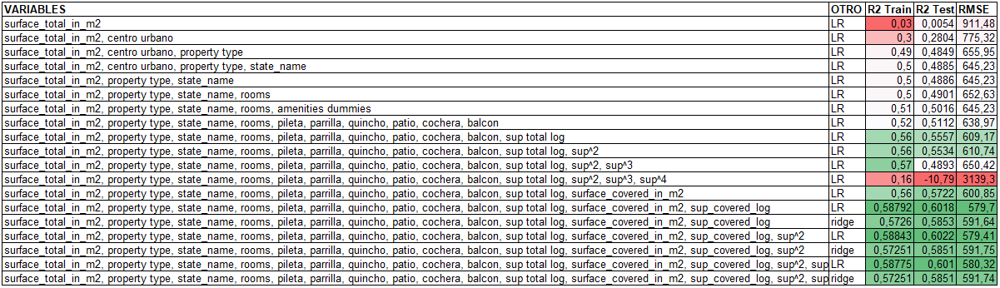 VARIABLES OTRO R2 Train R2 Test RMSE
surface_total_in_m2 LR 0,03 0,0054 911,48
surface_total_in_m2, centro urbano LR 0,3 0,2804 775,32
surface_total_in_m2, centro urbano, property type LR 0,49 0,4849 655,95
surface_total_in_m2, centro urbano, property type, state_name LR 0,5 0,4885 645,23
surface_total_in_m2, property type, state_name LR 0,5 0,4886 645,23
surface_total_in_m2, property type, state_name, rooms LR 0,5 0,4901 652,63
surface_total_in_m2, property type, state_name, rooms, amenities dummies LR 0,51 0,5016 645,23
surface_total_in_m2, property type, state_name, rooms, pileta, parrilla, quincho, patio, cochera, balcon LR 0,52 0,5112 638,97
surface_total_in_m2, property type, state_name, rooms, pileta, parrilla, quincho, patio, cochera, balcon, sup total log LR 0,56 0,5557 609,17
surface_total_in_m2, property type, state_name, rooms, pileta, parrilla, quincho, patio, cochera, balcon, sup total log, sup^2 LR 0,56 0,5534 610,74
surface_total_in_m2, property type, state_name, rooms, pileta, parrilla, quincho, patio, cochera, balcon, sup total log, sup^2, sup^3 LR 0,57 0,4893 650,42
surface_total_in_m2, property type, state_name, rooms, pileta, parrilla, quincho, patio, cochera, balcon, sup total log, sup^2, sup^3, sup^4 LR 0,16 -10,79 3139,3
surface_total_in_m2, property type, state_name, rooms, pileta, parrilla, quincho, patio, cochera, balcon, sup total log, surface_covered_in_m2 LR 0,56 0,5722 600,85
surface_total_in_m2, property type, state_name, rooms, pileta, parrilla, quincho, patio, cochera, balcon, sup total log, surface_covered_in_m2, sup_covered_log LR 0,58792 0,6018 579,7
surface_total_in_m2, property type, state_name, rooms, pileta, parrilla, quincho, patio, cochera, balcon, sup total log, surface_covered_in_m2, sup_covered_log ridge 0,5726 0,5853 591,64
surface_total_in_m2, property type, state_name, rooms, pileta, parrilla, quincho, patio, cochera, balcon, sup total log, surface_covered_in_m2, sup_covered_log, sup^2 LR 0,58843 0,6022 579,41
surface_total_in_m2, property type, state_name, rooms, pileta, parrilla, quincho, patio, cochera, balcon, sup total log, surface_covered_in_m2, sup_covered_log, sup^2 ridge 0,57251 0,5851 591,75
surface_total_in_m2, property type, state_name, rooms, pileta, parrilla, quincho, patio, cochera, balcon, sup total log, surface_covered_in_m2, sup_covered_log, sup^2, sup LR 0,58775 0,601 580,32
surface_total_in_m2, property type, state_name, rooms, pileta, parrilla, quincho, patio, cochera, balcon, sup total log, surface_covered_in_m2, sup_covered_log, sup^2, sup ridge 0,57251 0,5851 591,74